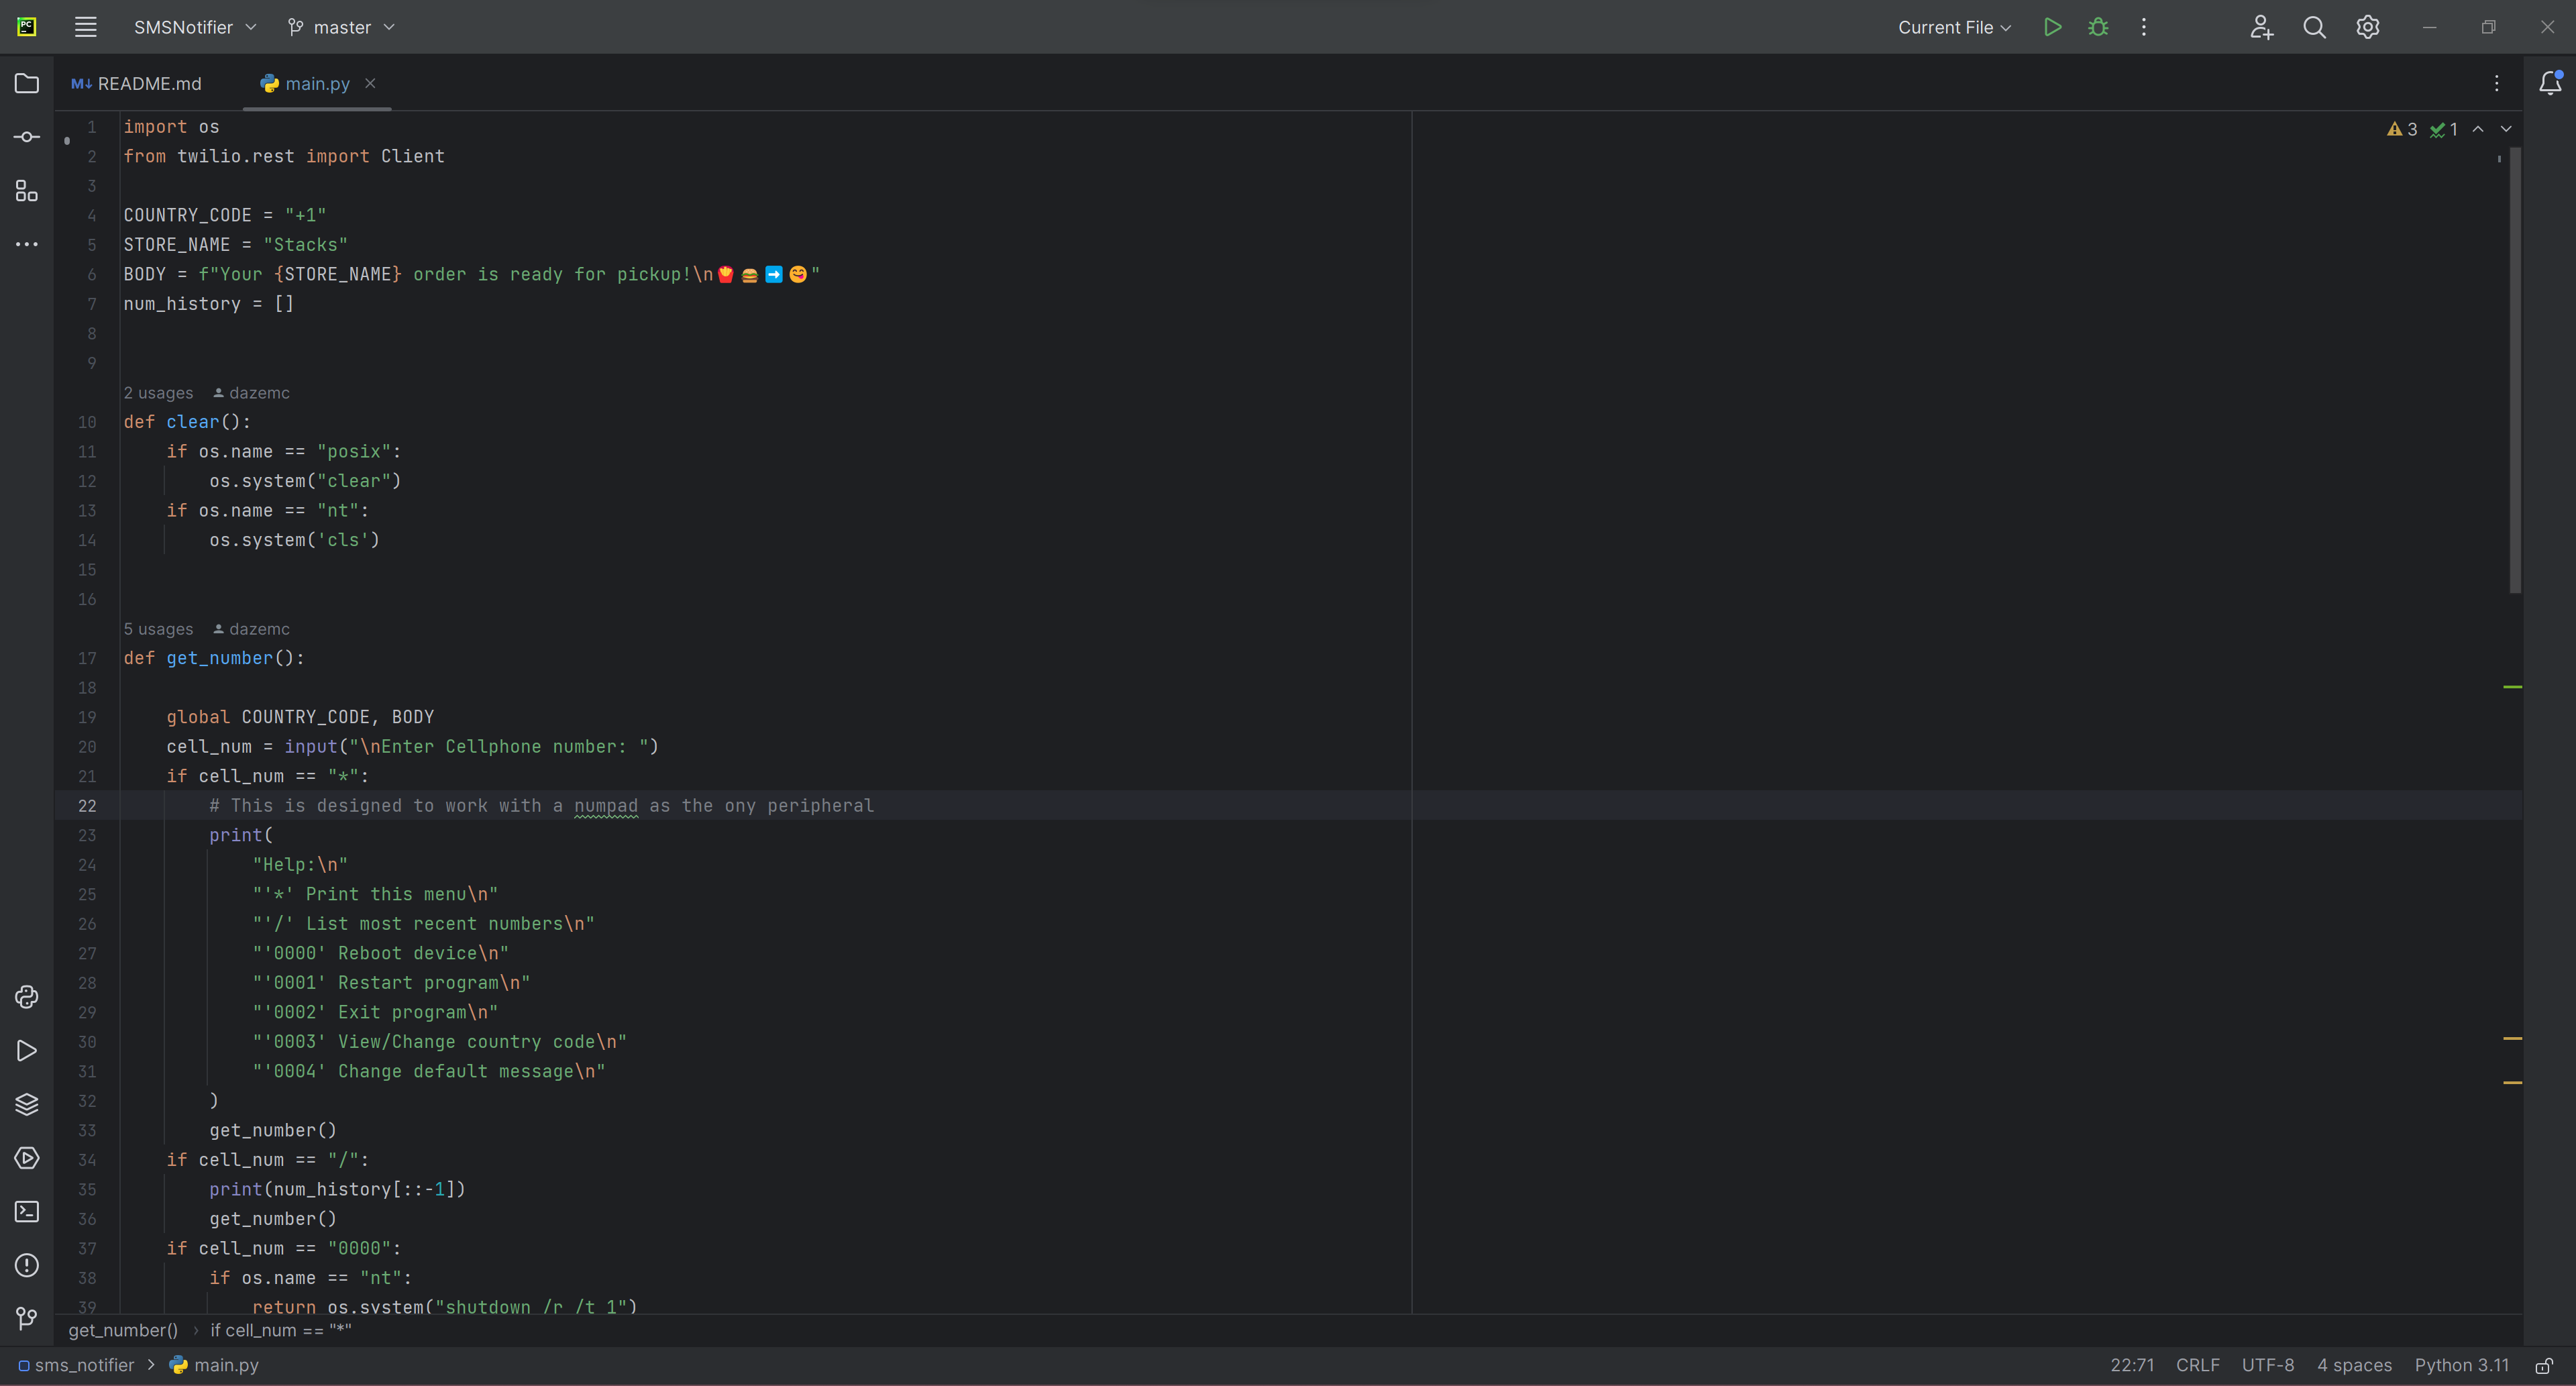 PC
SMSNotifier master Current File
M↓ README.md main.py
3 1
1 import os
2 from twilio.rest import Client
3
4 COUNTRY_CODE = "+1"
5 STORE_NAME = "Stacks"
6 BODY = f"Your {STORE_NAME} order is ready for pickup!\n🍟🍔➡️😋"
7 num_history = []
8
9
2 usages dazemc
10 def clear():
11     if os.name == "posix":
12         os.system("clear")
13     if os.name == "nt":
14         os.system('cls')
15
16
5 usages dazemc
17 def get_number():
18
19     global COUNTRY_CODE, BODY
20     cell_num = input("\nEnter Cellphone number: ")
21     if cell_num == "*":
22         # This is designed to work with a numpad as the ony peripheral
23         print(
24             "Help:\n"
25             "'*' Print this menu\n"
26             "'/' List most recent numbers\n"
27             "'0000' Reboot device\n"
28             "'0001' Restart program\n"
29             "'0002' Exit program\n"
30             "'0003' View/Change country code\n"
31             "'0004' Change default message\n"
32         )
33         get_number()
34     if cell_num == "/":
35         print(num_history[::-1])
36         get_number()
37     if cell_num == "0000":
38         if os.name == "nt":
39             return os.system("shutdown /r /t 1")
get_number() › if cell_num == "*"
sms_notifier > main.py 22:71 CRLF UTF-8 4 spaces Python 3.11